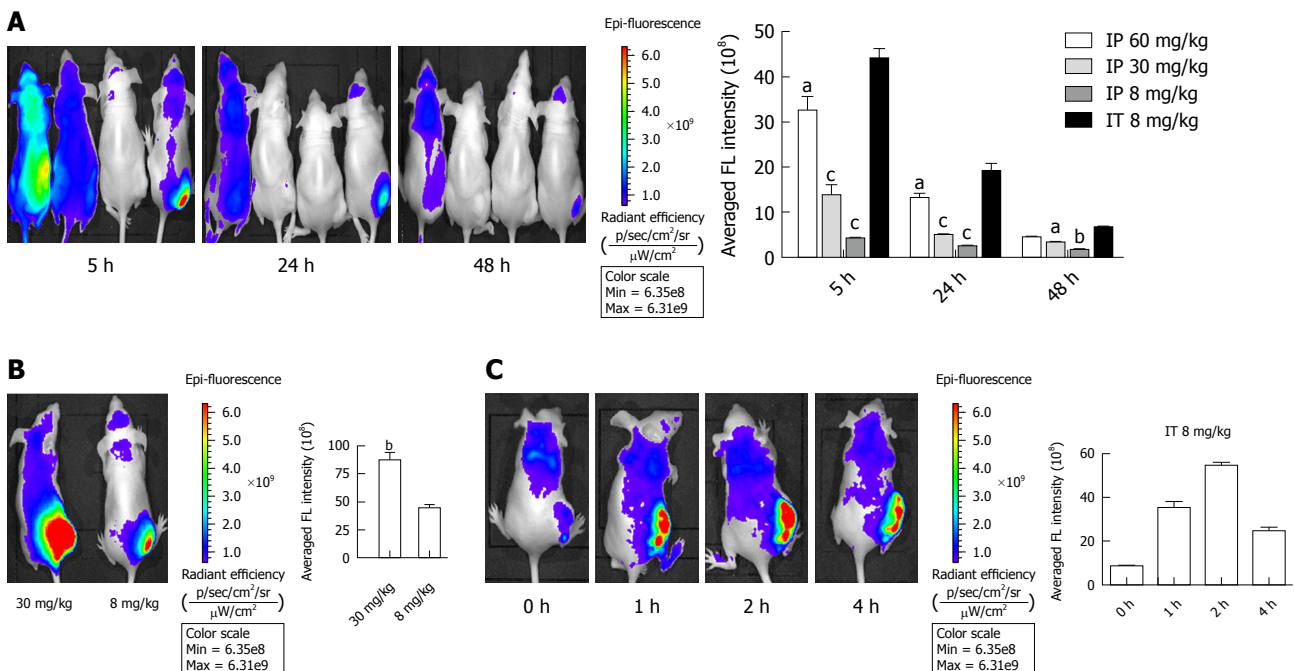 A
Epi-fluorescence
6.0
5.0
4.0
×10⁹
3.0
2.0
1.0
Radiant efficiency
(p/sec/cm²/sr
μW/cm²)
Color scale
Min = 6.35e8
Max = 6.31e9
5 h
24 h
48 h
Averaged FL intensity (10⁸)
50
40
30
20
10
0
a
c
c
a
c
c
a
b
5 h
24 h
48 h
IP 60 mg/kg
IP 30 mg/kg
IP 8 mg/kg
IT 8 mg/kg
B
30 mg/kg
8 mg/kg
Epi-fluorescence
6.0
5.0
4.0
×10⁹
3.0
2.0
1.0
Radiant efficiency
(p/sec/cm²/sr
μW/cm²)
Color scale
Min = 6.35e8
Max = 6.31e9
Averaged FL intensity (10⁸)
100
75
50
25
0
b
30 mg/kg
8 mg/kg
C
0 h
1 h
2 h
4 h
Epi-fluorescence
6.0
5.0
4.0
×10⁹
3.0
2.0
1.0
Radiant efficiency
(p/sec/cm²/sr
μW/cm²)
Color scale
Min = 6.35e8
Max = 6.31e9
IT 8 mg/kg
Averaged FL intensity (10⁸)
60
40
20
0
0 h
1 h
2 h
4 h